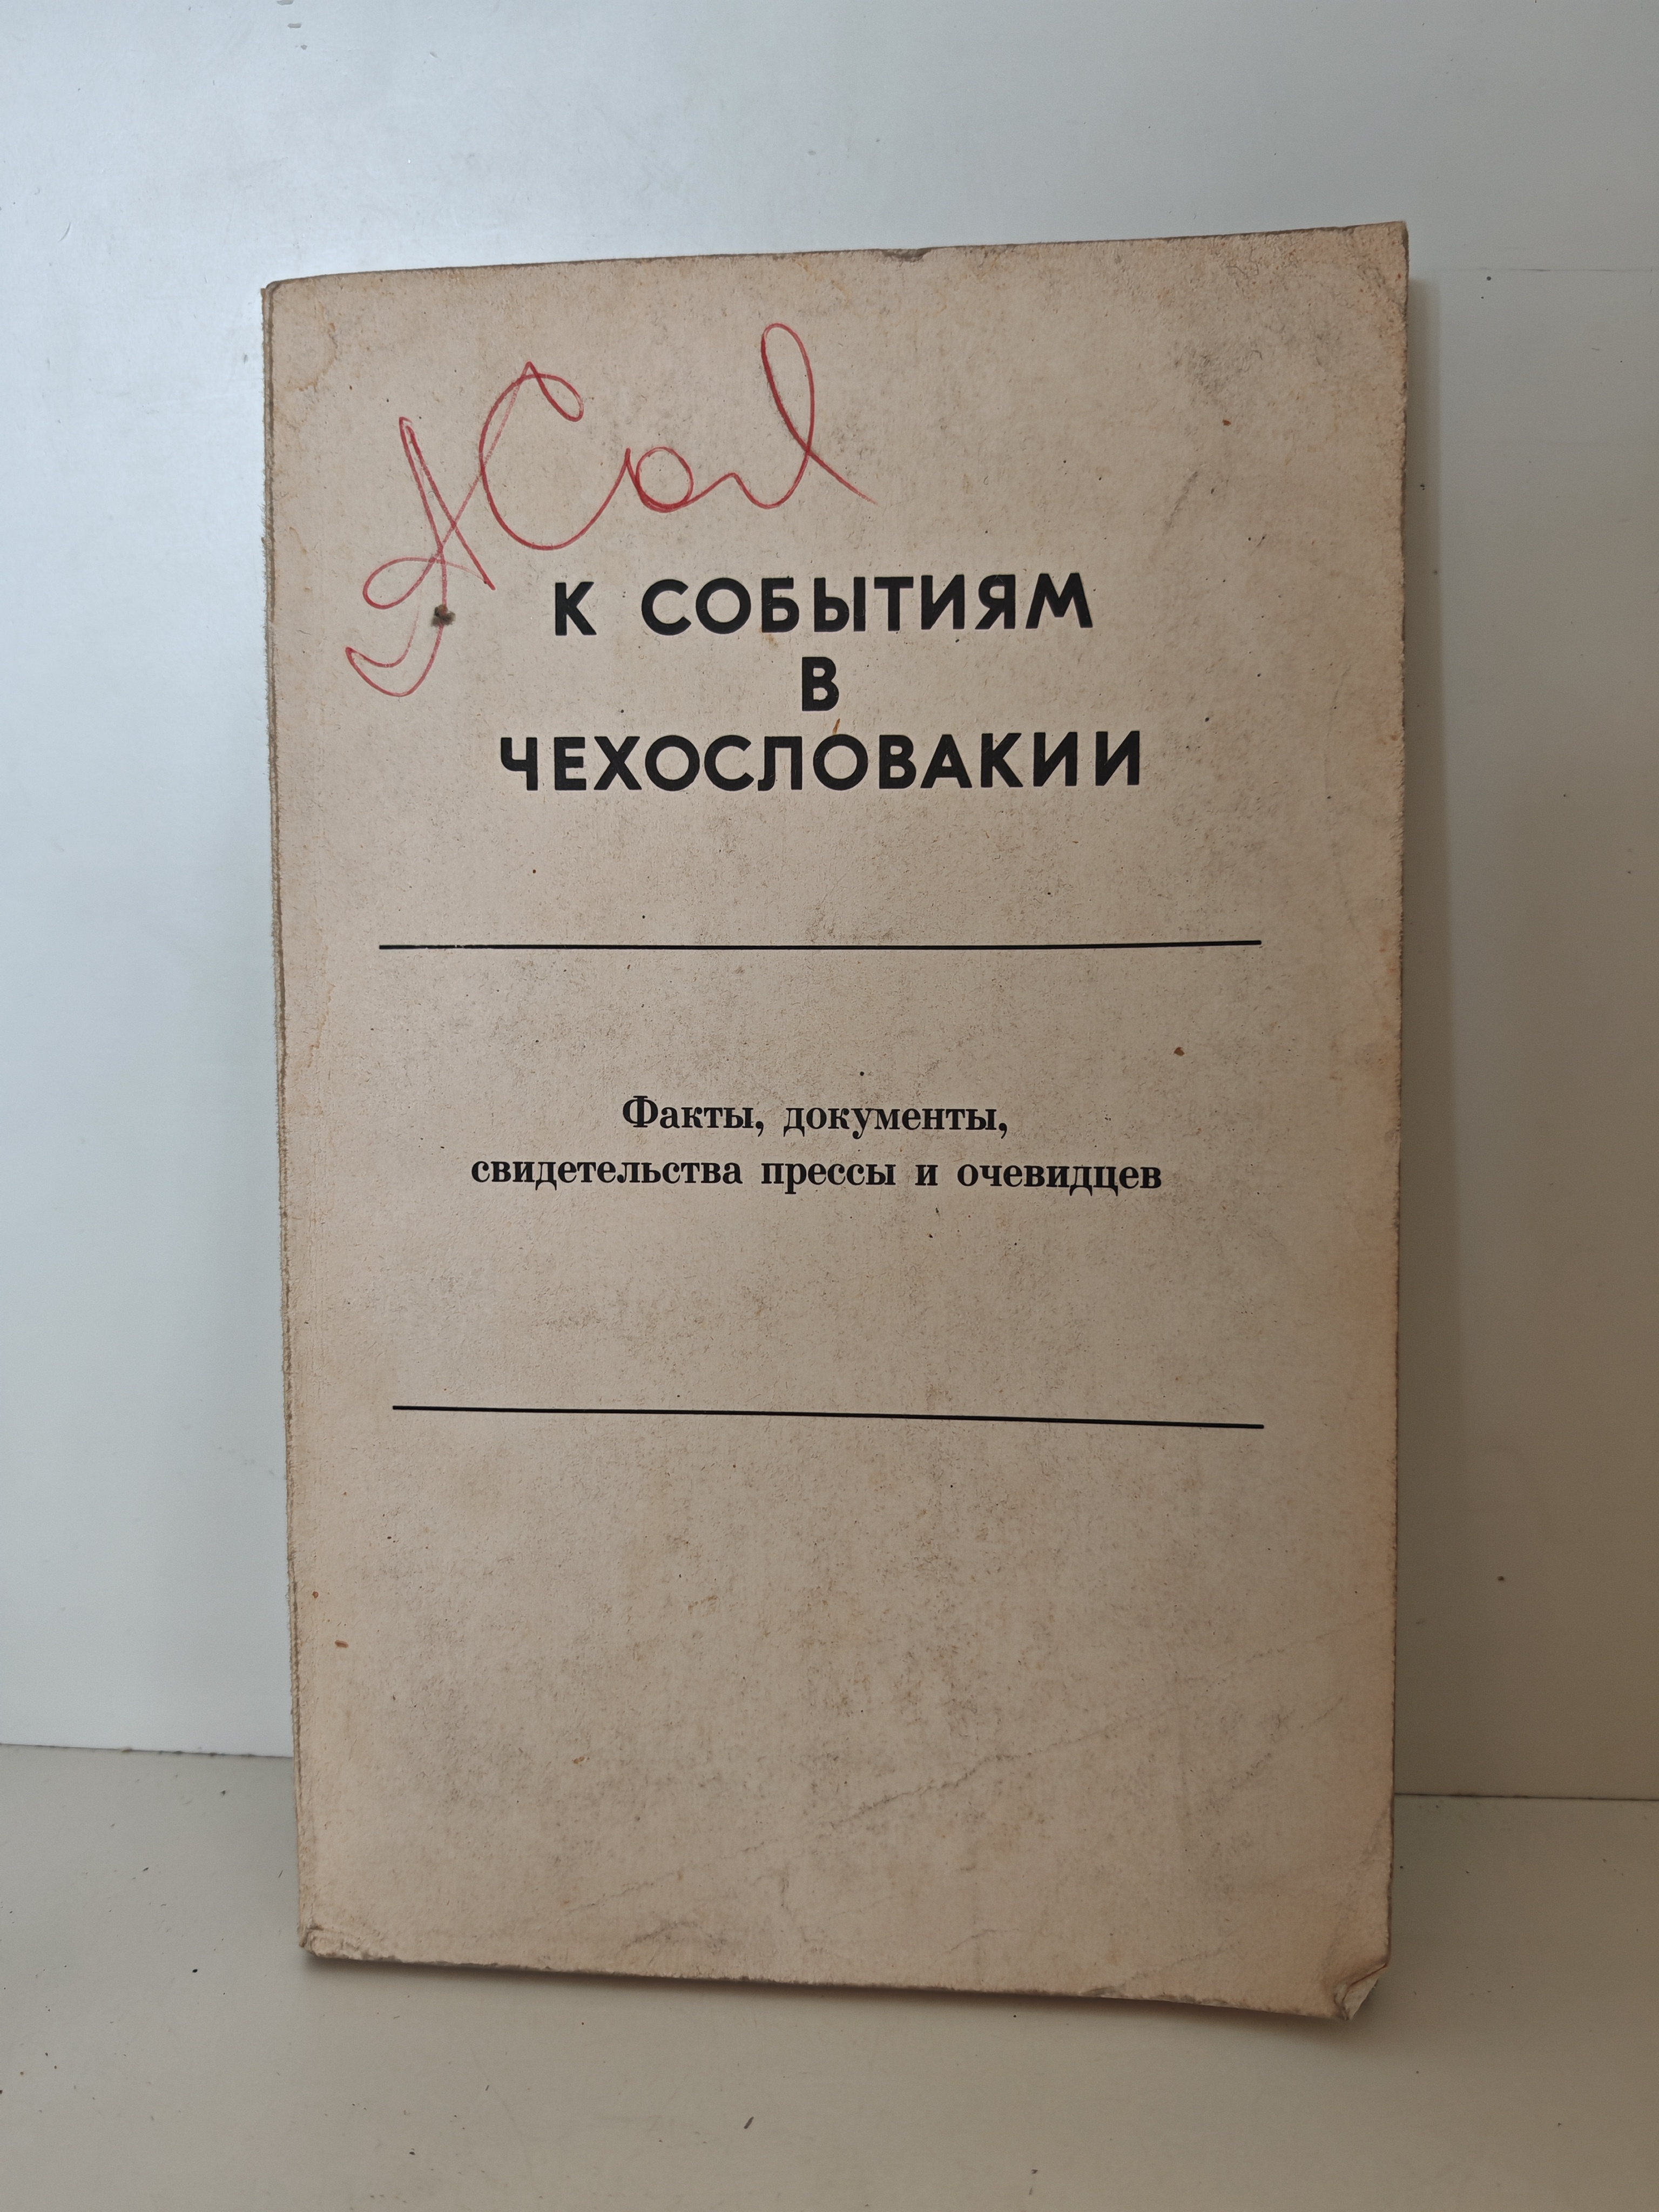 К СОБЫТИЯМ
В
ЧЕХОСЛОВАКИИ
Факты, документы,
свидетельства прессы и очевидцев